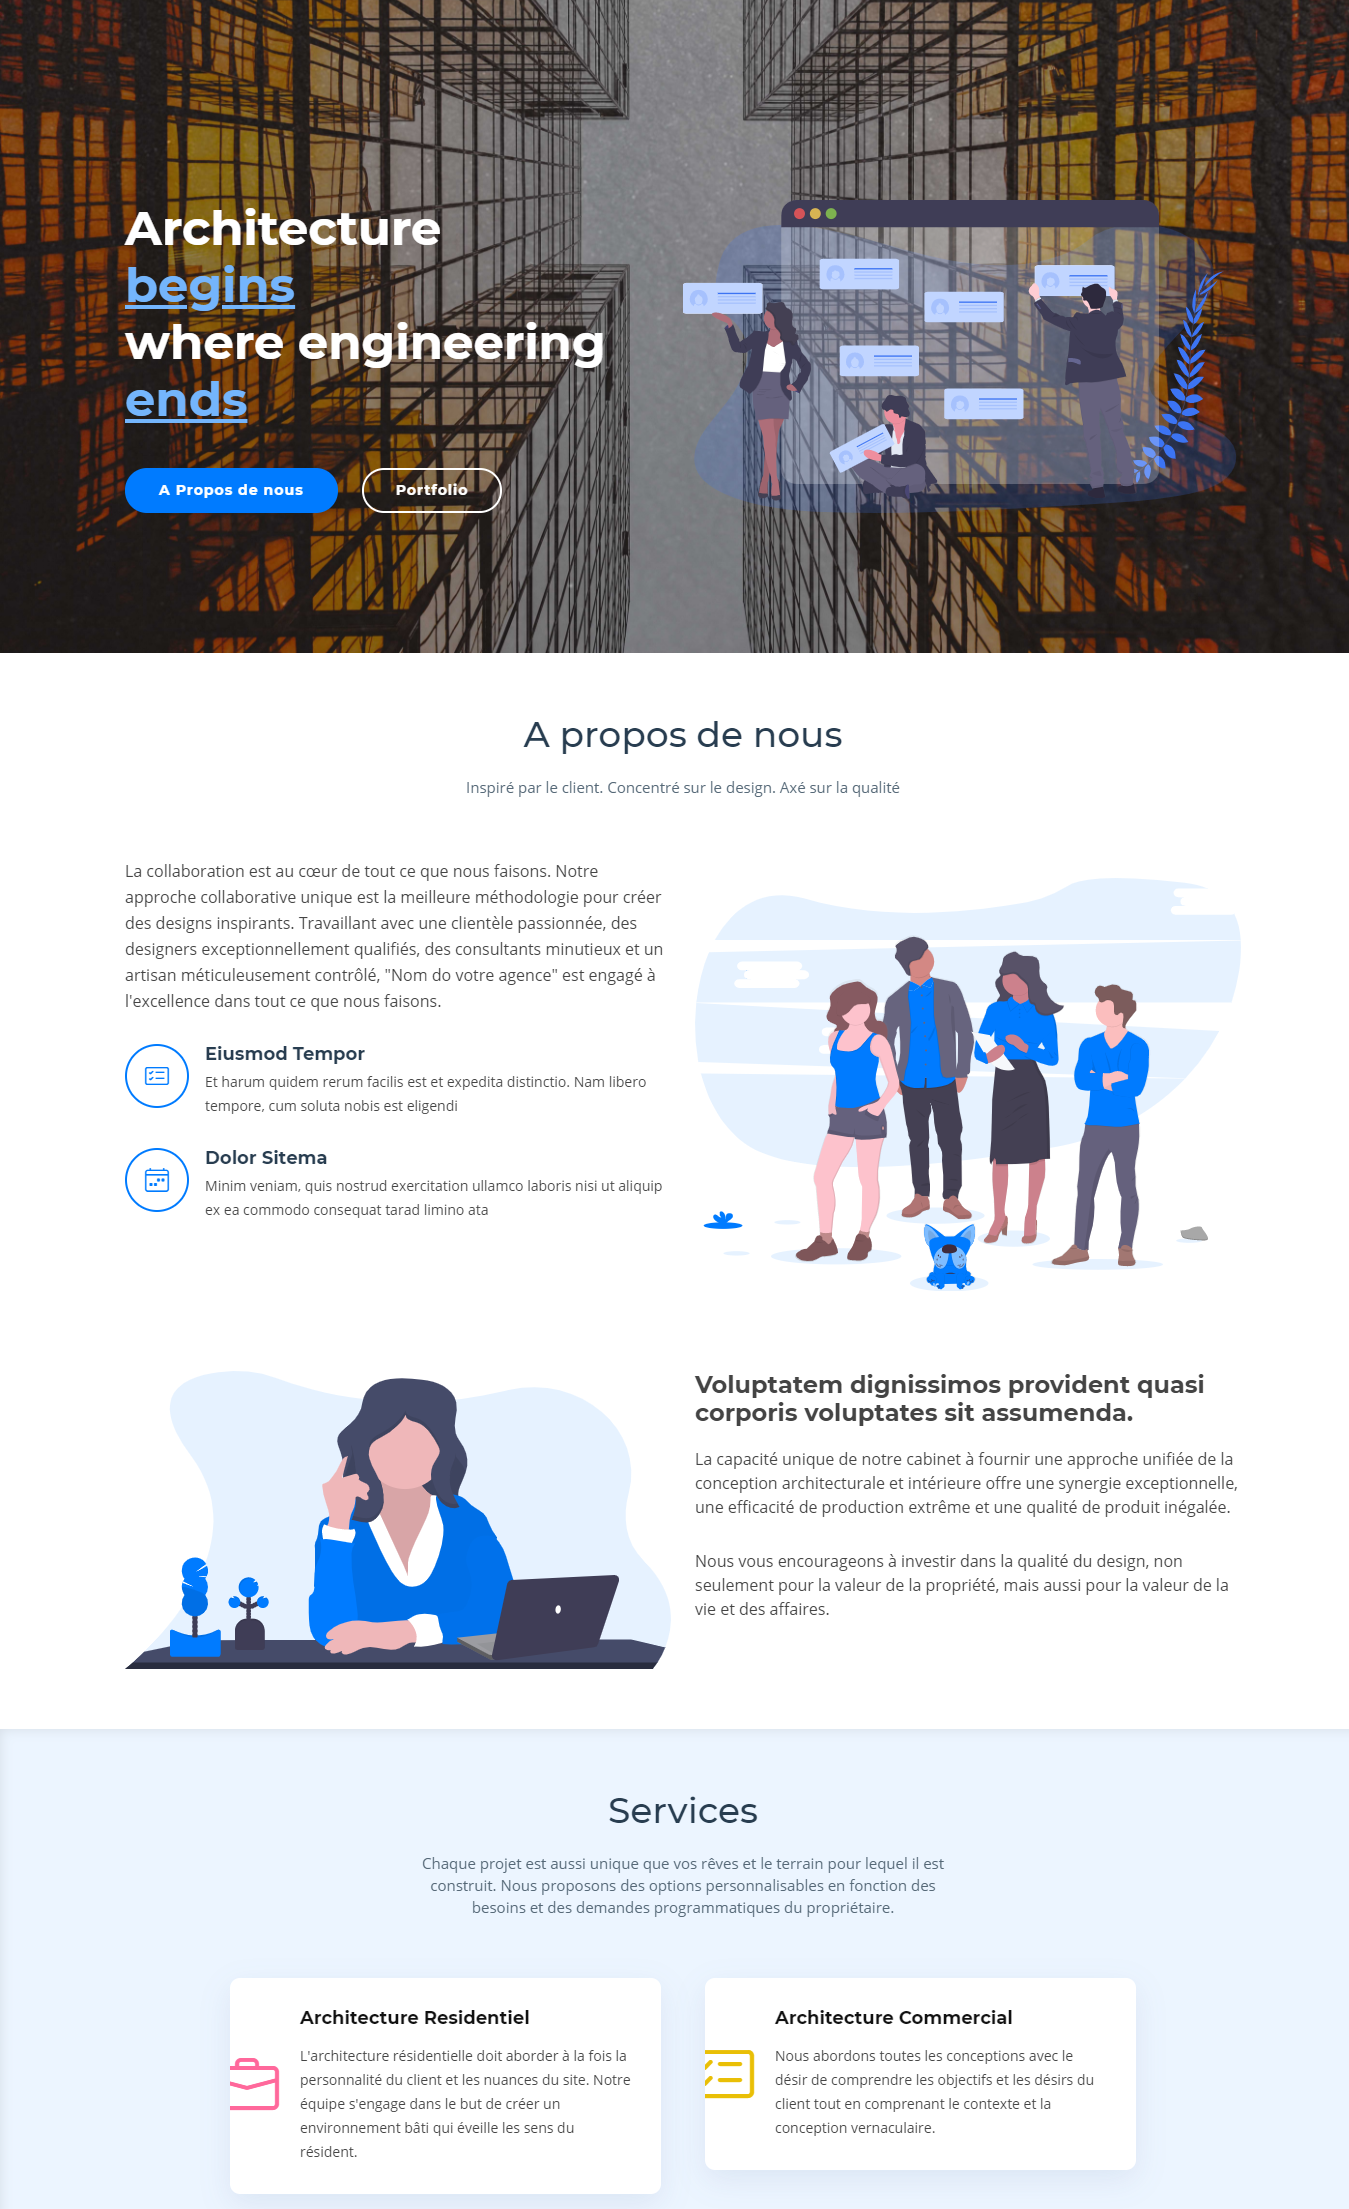 Architecture
begins
where engineering
ends
A Propos de nous
Portfolio
A propos de nous
Inspiré par le client. Concentré sur le design. Axé sur la qualité
La collaboration est au cœur de tout ce que nous faisons. Notre
approche collaborative unique est la meilleure méthodologie pour créer
des designs inspirants. Travaillant avec une clientèle passionnée, des
designers exceptionnellement qualifiés, des consultants minutieux et un
artisan méticuleusement contrôlé, "Nom do votre agence" est engagé à
l'excellence dans tout ce que nous faisons.
Eiusmod Tempor
Et harum quidem rerum facilis est et expedita distinctio. Nam libero
tempore, cum soluta nobis est eligendi
Dolor Sitema
Minim veniam, quis nostrud exercitation ullamco laboris nisi ut aliquip
ex ea commodo consequat tarad limino ata
Voluptatem dignissimos provident quasi
corporis voluptates sit assumenda.
La capacité unique de notre cabinet à fournir une approche unifiée de la
conception architecturale et intérieure offre une synergie exceptionnelle,
une efficacité de production extrême et une qualité de produit inégalée.
Nous vous encourageons à investir dans la qualité du design, non
seulement pour la valeur de la propriété, mais aussi pour la valeur de la
vie et des affaires.
Services
Chaque projet est aussi unique que vos rêves et le terrain pour lequel il est
construit. Nous proposons des options personnalisables en fonction des
besoins et des demandes programmatiques du propriétaire.
Architecture Residentiel
L'architecture résidentielle doit aborder à la fois la
personnalité du client et les nuances du site. Notre
équipe s'engage dans le but de créer un
environnement bâti qui éveille les sens du
résident.
Architecture Commercial
Nous abordons toutes les conceptions avec le
désir de comprendre les objectifs et les désirs du
client tout en comprenant le contexte et la
conception vernaculaire.